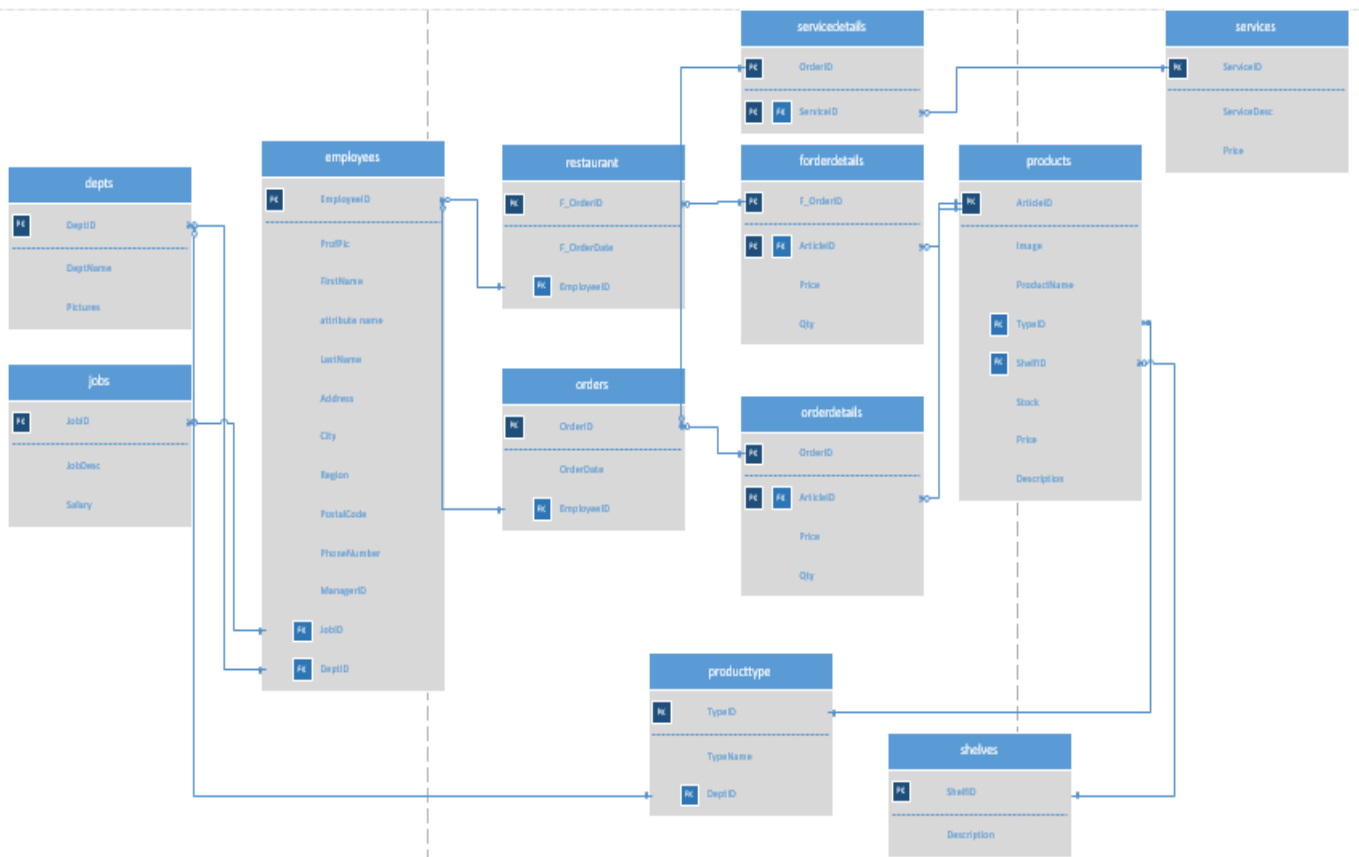 servicedetails
PK OrderID
PK FK ServiceID
services
PK ServiceID
ServiceDesc
Price
depts
PK DeptID
DeptName
Pictures
employees
PK EmployeeID
ProfPic
FirstName
attribute name
LastName
Address
City
Region
PostalCode
PhoneNumber
ManagerID
FK JobID
FK DeptID
restaurant
PK F_OrderID
F_OrderDate
FK EmployeeID
forderdetails
PK F_OrderID
PK FK ArticleID
Price
Qty
products
PK ArticleID
Image
ProductName
FK TypeID
FK ShelfID
Stock
Price
Description
jobs
PK JobID
JobDesc
Salary
orders
PK OrderID
OrderDate
FK EmployeeID
orderdetails
PK OrderID
PK FK ArticleID
Price
Qty
producttype
PK TypeID
TypeName
FK DeptID
shelves
PK ShelfID
Description